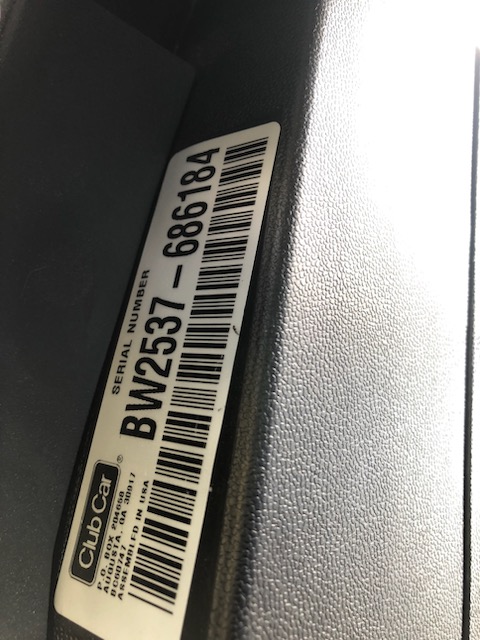 SERIAL NUMBER
BW2537-686184
Club Car®
P.O. BOX 204658
AUGUSTA, GA 30917
ASSEMBLED IN USA